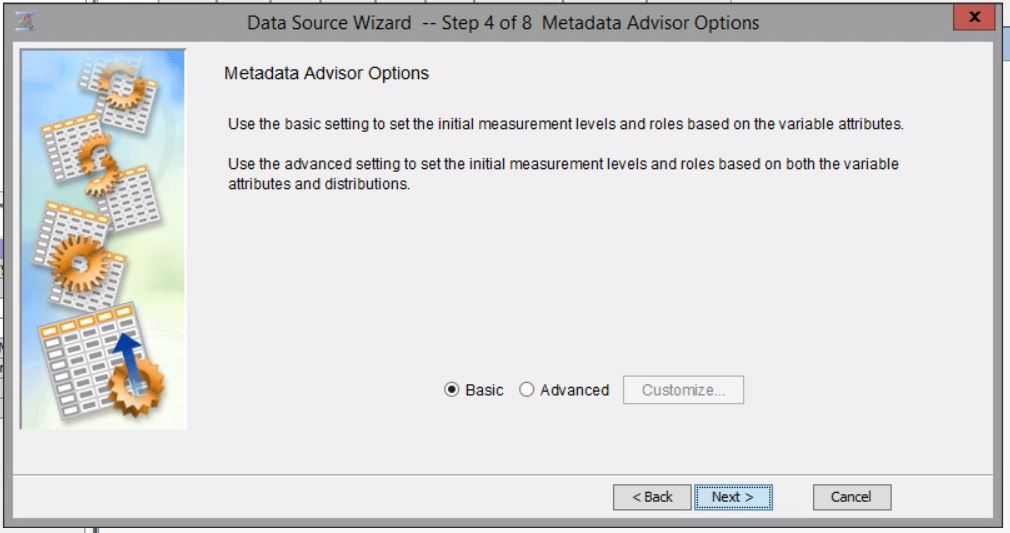 Data Source Wizard -- Step 4 of 8 Metadata Advisor Options
x
Metadata Advisor Options
Use the basic setting to set the initial measurement levels and roles based on the variable attributes.
Use the advanced setting to set the initial measurement levels and roles based on both the variable
attributes and distributions.
Basic Advanced Customize...
< Back Next > Cancel